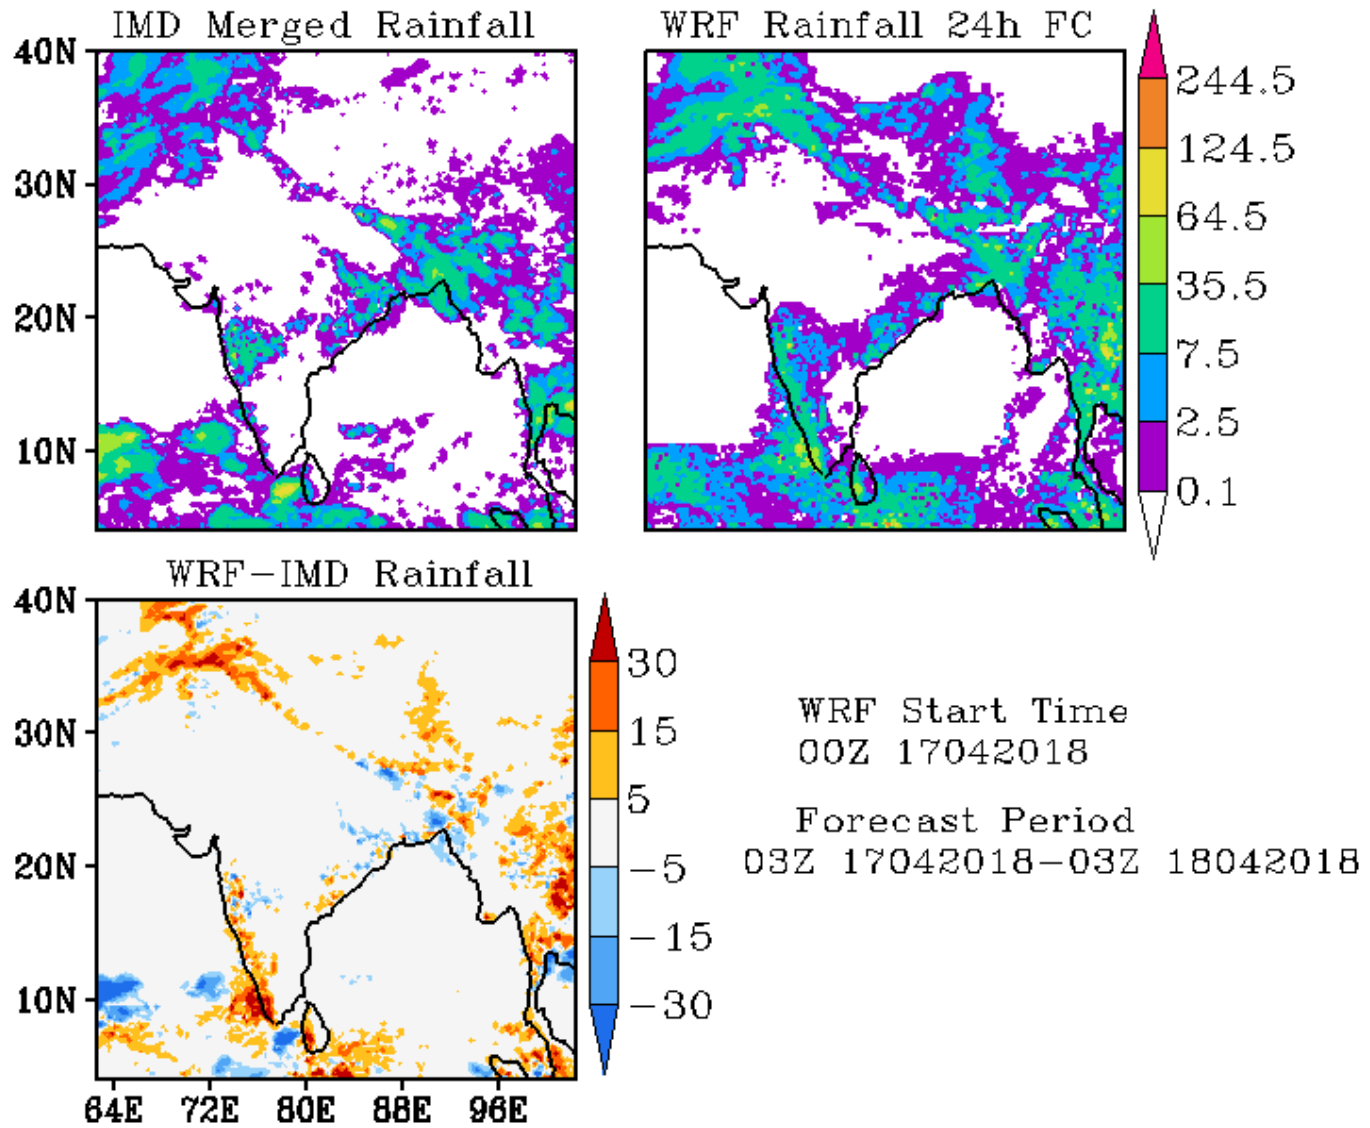 IMD Merged Rainfall
WRF Rainfall 24h FC
40N
30N
20N
10N
244.5
124.5
64.5
35.5
7.5
2.5
0.1
WRF-IMD Rainfall
40N
30N
20N
10N
64E 72E 80E 88E 96E
30
15
5
-5
-15
-30
WRF Start Time
00Z 17042018
Forecast Period
03Z 17042018-03Z 18042018